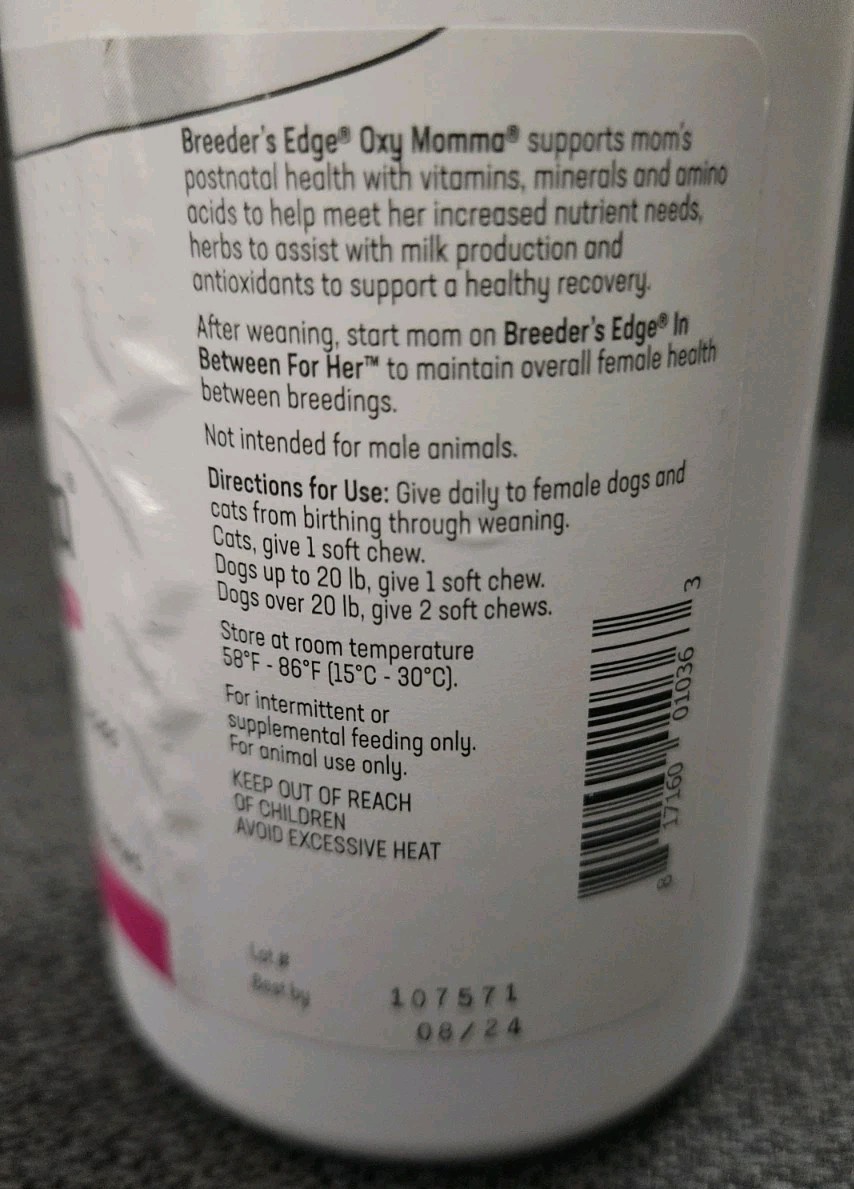 Breeder's Edge® Oxy Momma® supports mom's
postnatal health with vitamins, minerals and amino
acids to help meet her increased nutrient needs,
herbs to assist with milk production and
antioxidants to support a healthy recovery.
After weaning, start mom on Breeder's Edge® In
Between For Her™ to maintain overall female health
between breedings.
Not intended for male animals.
Directions for Use: Give daily to female dogs and
cats from birthing through weaning.
Cats, give 1 soft chew.
Dogs up to 20 lb, give 1 soft chew.
Dogs over 20 lb, give 2 soft chews.
Store at room temperature
58°F - 86°F (15°C - 30°C).
For intermittent or
supplemental feeding only.
For animal use only.
KEEP OUT OF REACH
OF CHILDREN
AVOID EXCESSIVE HEAT
8 17160 01036 3
Lot # 107571
Best by 08/24